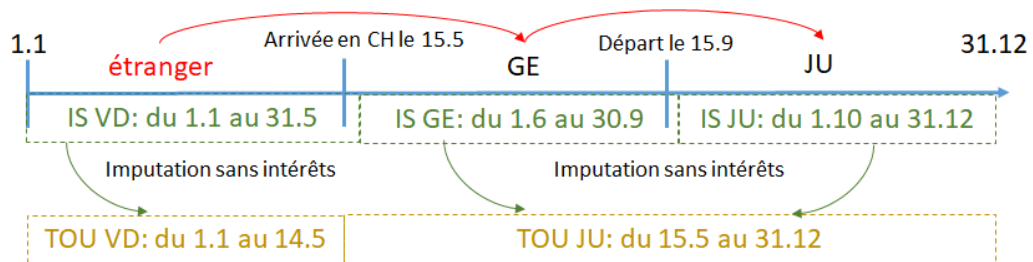 Arrivée en CH le 15.5
Départ le 15.9
1.1
31.12
étranger
GE
JU
IS VD: du 1.1 au 31.5
IS GE: du 1.6 au 30.9
IS JU: du 1.10 au 31.12
Imputation sans intérêts
Imputation sans intérêts
TOU VD: du 1.1 au 14.5
TOU JU: du 15.5 au 31.12